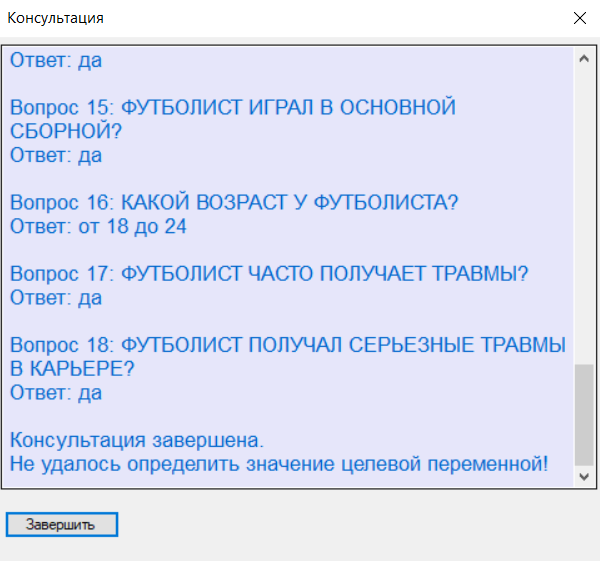 Консультация
Ответ: да
Вопрос 15: ФУТБОЛИСТ ИГРАЛ В ОСНОВНОЙ
СБОРНОЙ?
Ответ: да
Вопрос 16: КАКОЙ ВОЗРАСТ У ФУТБОЛИСТА?
Ответ: от 18 до 24
Вопрос 17: ФУТБОЛИСТ ЧАСТО ПОЛУЧАЕТ ТРАВМЫ?
Ответ: да
Вопрос 18: ФУТБОЛИСТ ПОЛУЧАЛ СЕРЬЕЗНЫЕ ТРАВМЫ
В КАРЬЕРЕ?
Ответ: да
Консультация завершена.
Не удалось определить значение целевой переменной!
Завершить